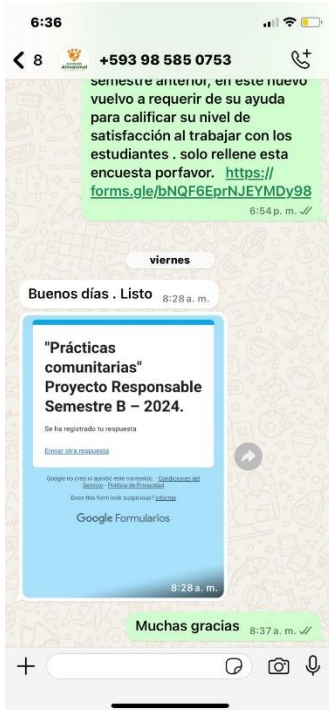 6:36
8
+593 98 585 0753
semestre anterior, en este nuevo
vuelvo a requerir de su ayuda
para calificar su nivel de
satisfacción al trabajar con los
estudiantes . solo rellene esta
encuesta porfavor. https://
forms.gle/bNQF6EprNJEYMDy98
6:54 p. m.
viernes
Buenos días . Listo 8:28 a. m.
"Prácticas
comunitarias"
Proyecto Responsable
Semestre B – 2024.
Se ha registrado tu respuesta
Enviar otra respuesta
Google no creó ni aprobó este contenido. - Condiciones del
Servicio - Política de Privacidad
Does this form look suspicious? Informe
Google Formularios
8:28 a. m.
Muchas gracias 8:37 a. m.